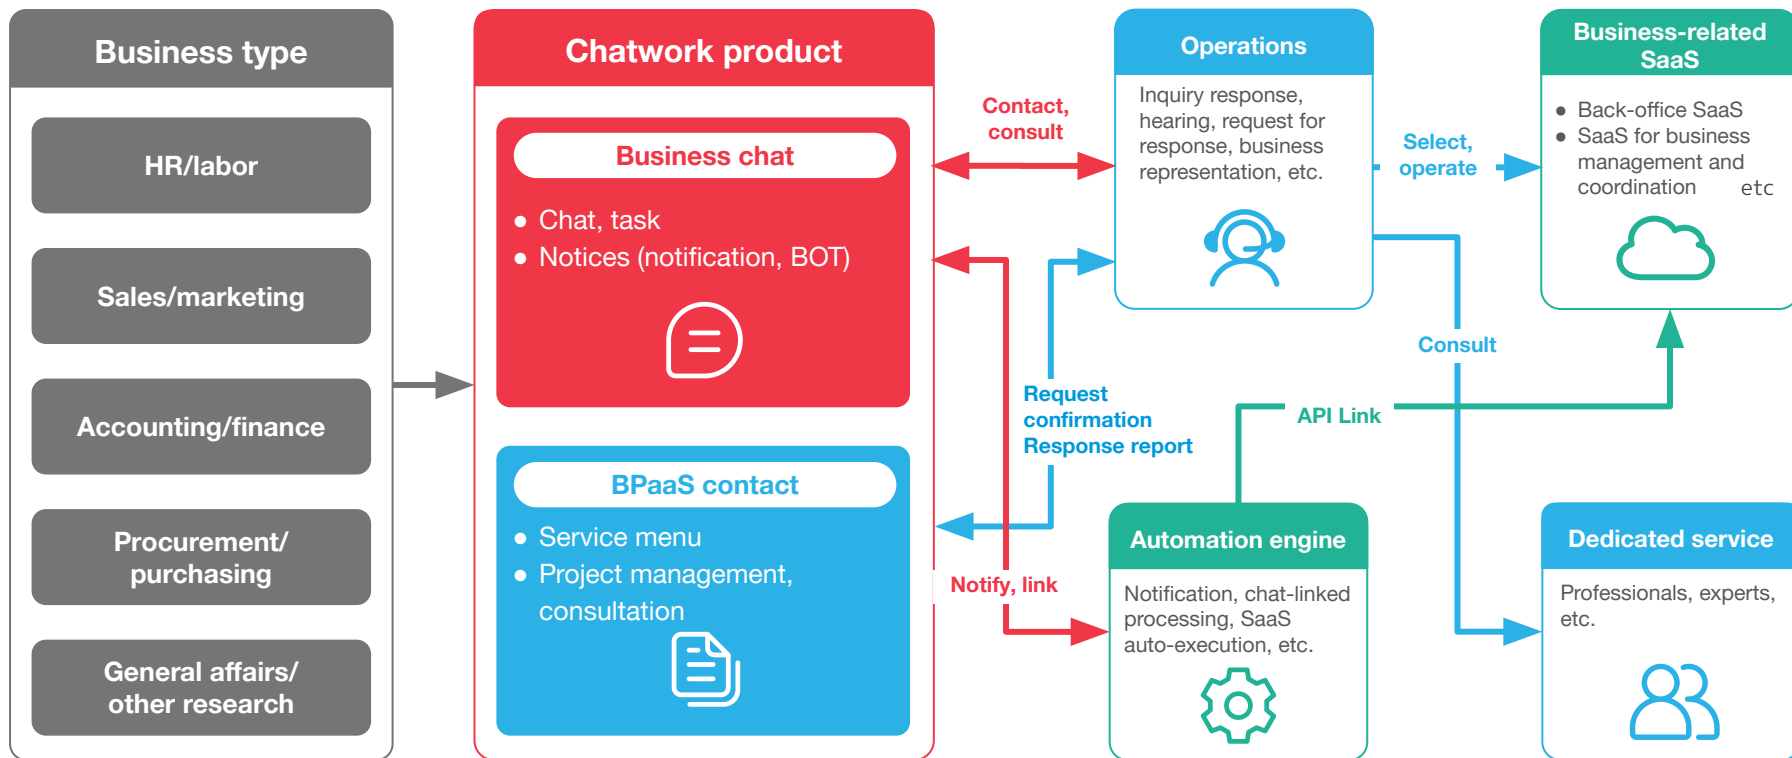 Business type
HR/labor
Sales/marketing
Accounting/finance
Procurement/
purchasing
General affairs/
other research
Chatwork product
Business chat
● Chat, task
● Notices (notification, BOT)
BPaaS contact
● Service menu
● Project management,
consultation
Contact,
consult
Request
confirmation
Response report
Notify, link
Operations
Inquiry response,
hearing, request for
response, business
representation, etc.
Select,
operate
Consult
API Link
Business-related
SaaS
● Back-office SaaS
● SaaS for business
management and
coordination etc
Automation engine
Notification, chat-linked
processing, SaaS
auto-execution, etc.
Dedicated service
Professionals, experts,
etc.